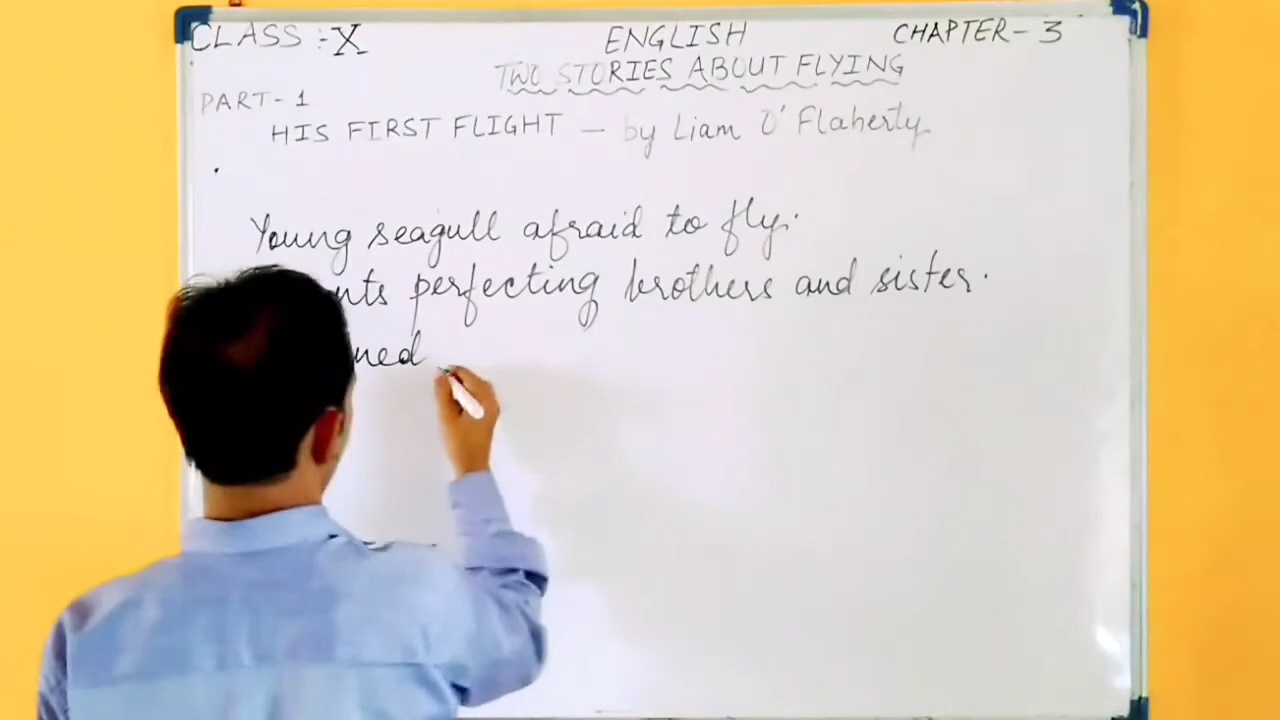 CLASS :- X ENGLISH CHAPTER- 3
TWO STORIES ABOUT FLYING
PART- 1
HIS FIRST FLIGHT — by Liam O'Flaherty
Young seagull afraid to fly.
perfecting brothers and sister.